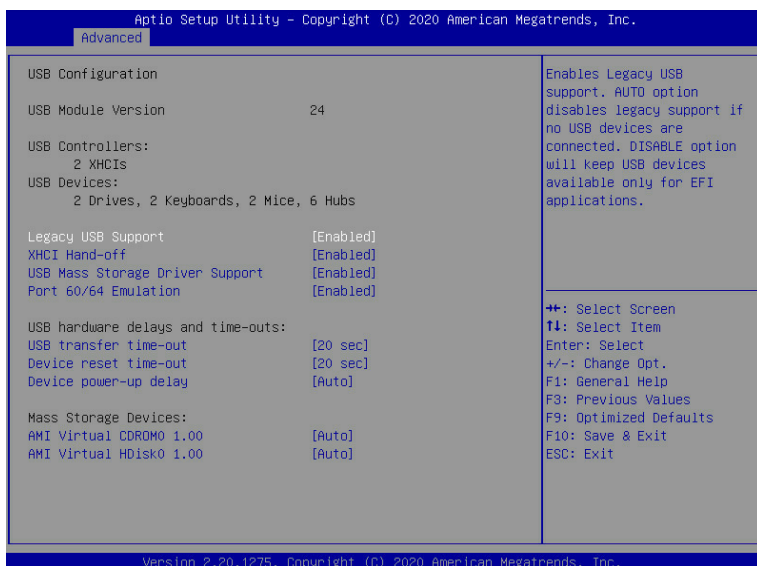 Aptio Setup Utility – Copyright (C) 2020 American Megatrends, Inc.
Advanced
USB Configuration
USB Module Version 24
USB Controllers:
2 XHCIs
USB Devices:
2 Drives, 2 Keyboards, 2 Mice, 6 Hubs
Legacy USB Support [Enabled]
XHCI Hand-off [Enabled]
USB Mass Storage Driver Support [Enabled]
Port 60/64 Emulation [Enabled]
USB hardware delays and time-outs:
USB transfer time-out [20 sec]
Device reset time-out [20 sec]
Device power-up delay [Auto]
Mass Storage Devices:
AMI Virtual CDROM0 1.00 [Auto]
AMI Virtual HDisk0 1.00 [Auto]
Enables Legacy USB
support. AUTO option
disables legacy support if
no USB devices are
connected. DISABLE option
will keep USB devices
available only for EFI
applications.
→←: Select Screen
↑↓: Select Item
Enter: Select
+/-: Change Opt.
F1: General Help
F3: Previous Values
F9: Optimized Defaults
F10: Save & Exit
ESC: Exit
Version 2.20.1275. Copyright (C) 2020 American Megatrends, Inc.